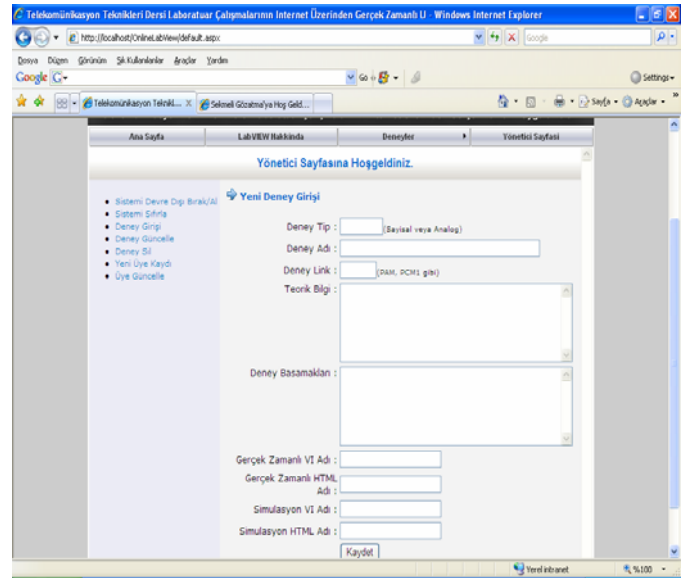 Telekomünikasyon Teknikleri Dersi Laboratuar Çalışmalarının Internet Üzerinden Gerçek Zamanlı U - Windows Internet Explorer
http://localhost/OnlineLabView/default.aspx
Google
Dosya Düzen Görünüm Sık Kullanılanlar Araçlar Yardım
Google G Go Settings
Telekomünikasyon Teknikl... X Sekmeli Gözatma'ya Hoş Geld... Sayfa Araçlar »
Ana Sayfa LabVIEW Hakkinda Deneyler Yönetici Sayfasi
Yönetici Sayfasına Hoşgeldiniz.
Sistemi Devre Dışı Bırak/Al
Sistemi Sıfırla
Deney Girişi
Deney Güncelle
Deney Sil
Yeni Üye Kaydı
Üye Güncelle
Yeni Deney Girişi
Deney Tip : (Sayisal veya Analog)
Deney Adı :
Deney Link : (PAM, PCM1 gibi)
Teorik Bilgi :
Deney Basamakları :
Gerçek Zamanlı VI Adı :
Gerçek Zamanlı HTML
Adı :
Simulasyon VI Adı :
Simulasyon HTML Adı :
Kaydet
Yerel intranet %100